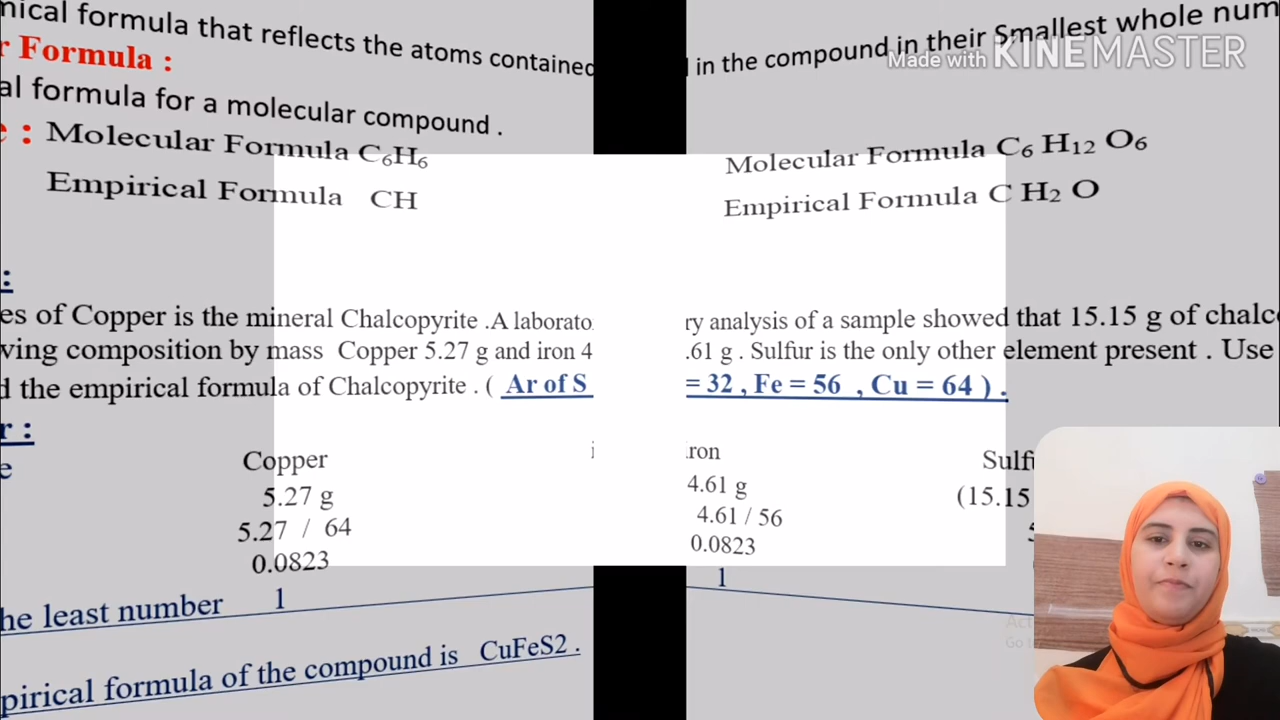 mical formula that reflects the atoms contained in the compound in their Smallest whole num
Made with KINEMASTER
r Formula :
al formula for a molecular compound .
e : Molecular Formula C₆H₆ Molecular Formula C₆ H₁₂ O₆
Empirical Formula CH Empirical Formula C H₂ O
:
es of Copper is the mineral Chalcopyrite .A laboratory analysis of a sample showed that 15.15 g of chalc
ving composition by mass Copper 5.27 g and iron 4.61 g . Sulfur is the only other element present . Use
d the empirical formula of Chalcopyrite . ( Ar of S = 32 , Fe = 56 , Cu = 64 ) .
r :
e Copper iron Sulf
5.27 g 4.61 g (15.15
5.27 / 64 4.61 / 56
0.0823 0.0823
he least number 1 1
pirical formula of the compound is CuFeS2 .